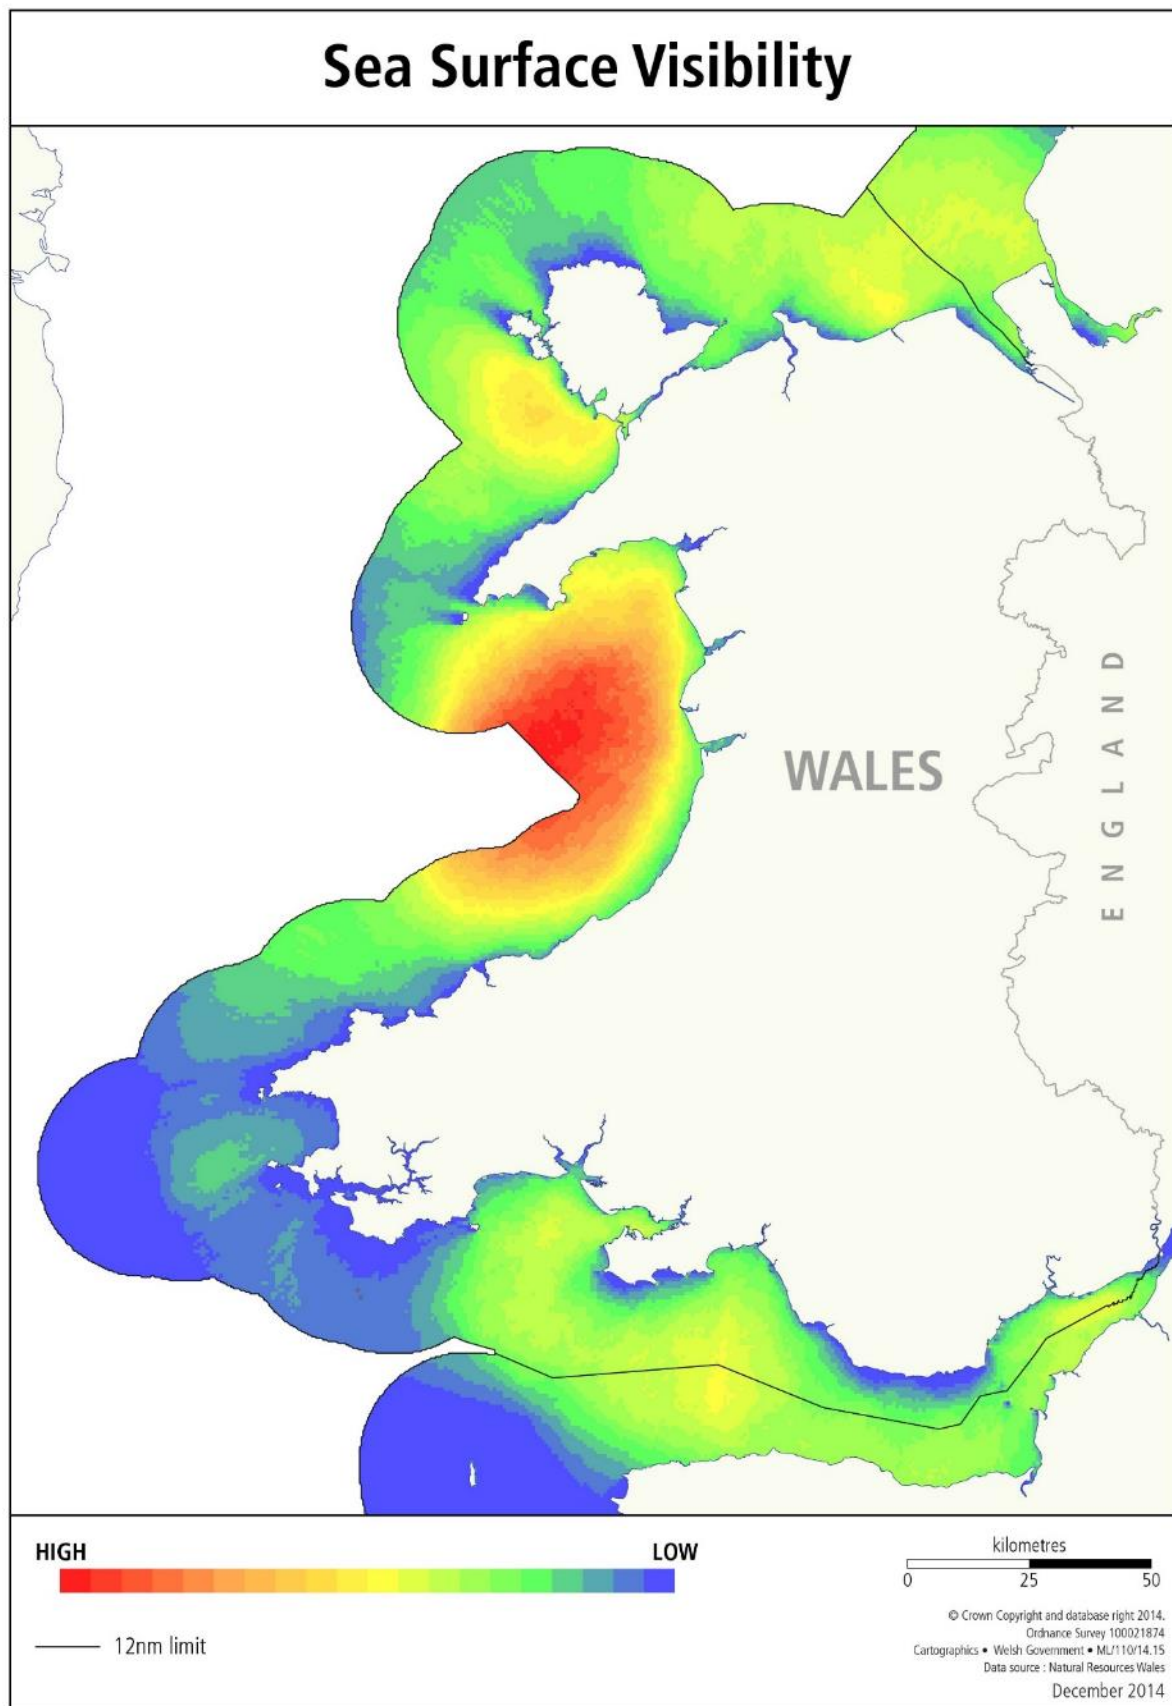 Sea Surface Visibility
WALES
ENGLAND
HIGH
LOW
12nm limit
kilometres
0 25 50
© Crown Copyright and database right 2014.
Ordnance Survey 100021874
Cartographics • Welsh Government • ML/110/14.15
Data source : Natural Resources Wales
December 2014